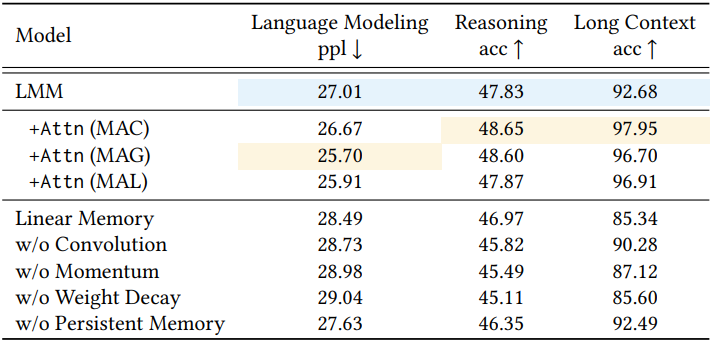 Model Language Modeling Reasoning Long Context
ppl ↓ acc ↑ acc ↑
LMM 27.01 47.83 92.68
+Attn (MAC) 26.67 48.65 97.95
+Attn (MAG) 25.70 48.60 96.70
+Attn (MAL) 25.91 47.87 96.91
Linear Memory 28.49 46.97 85.34
w/o Convolution 28.73 45.82 90.28
w/o Momentum 28.98 45.49 87.12
w/o Weight Decay 29.04 45.11 85.60
w/o Persistent Memory 27.63 46.35 92.49